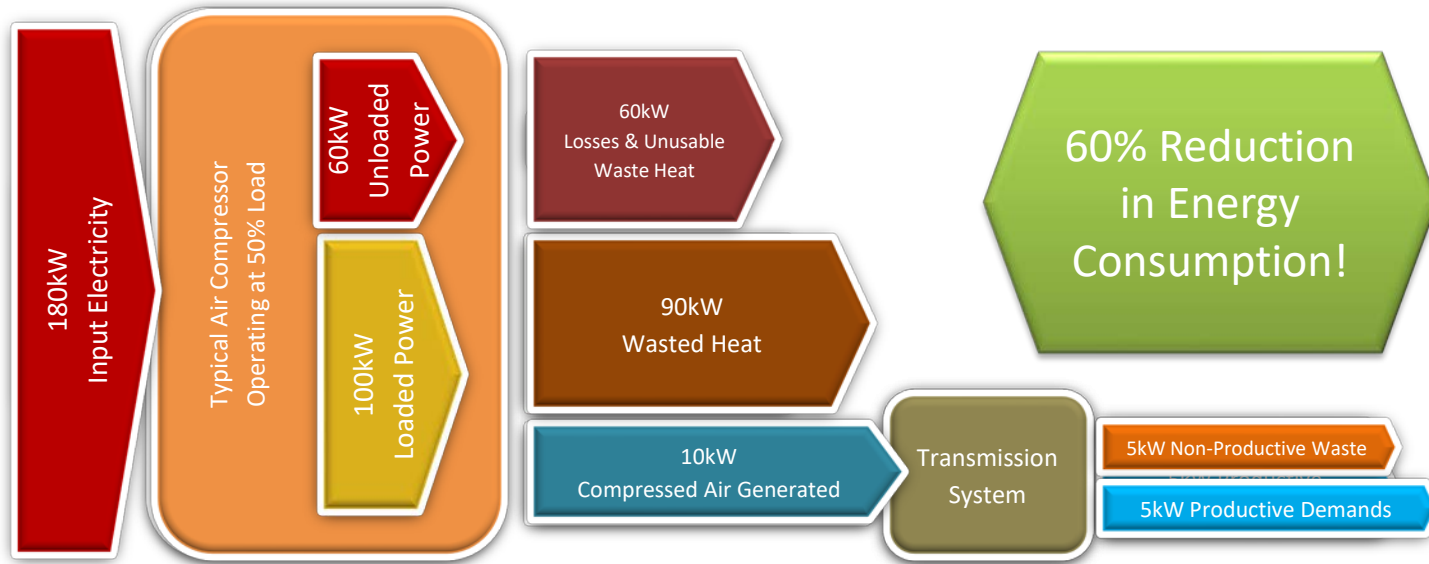 180kW
Input Electricity
Typical Air Compressor
Operating at 50% Load
60kW
Unloaded
Power
100kW
Loaded Power
60kW
Losses & Unusable
Waste Heat
90kW
Wasted Heat
10kW
Compressed Air Generated
Transmission
System
5kW Non-Productive Waste
5kW Productive Demands
60% Reduction
in Energy
Consumption!